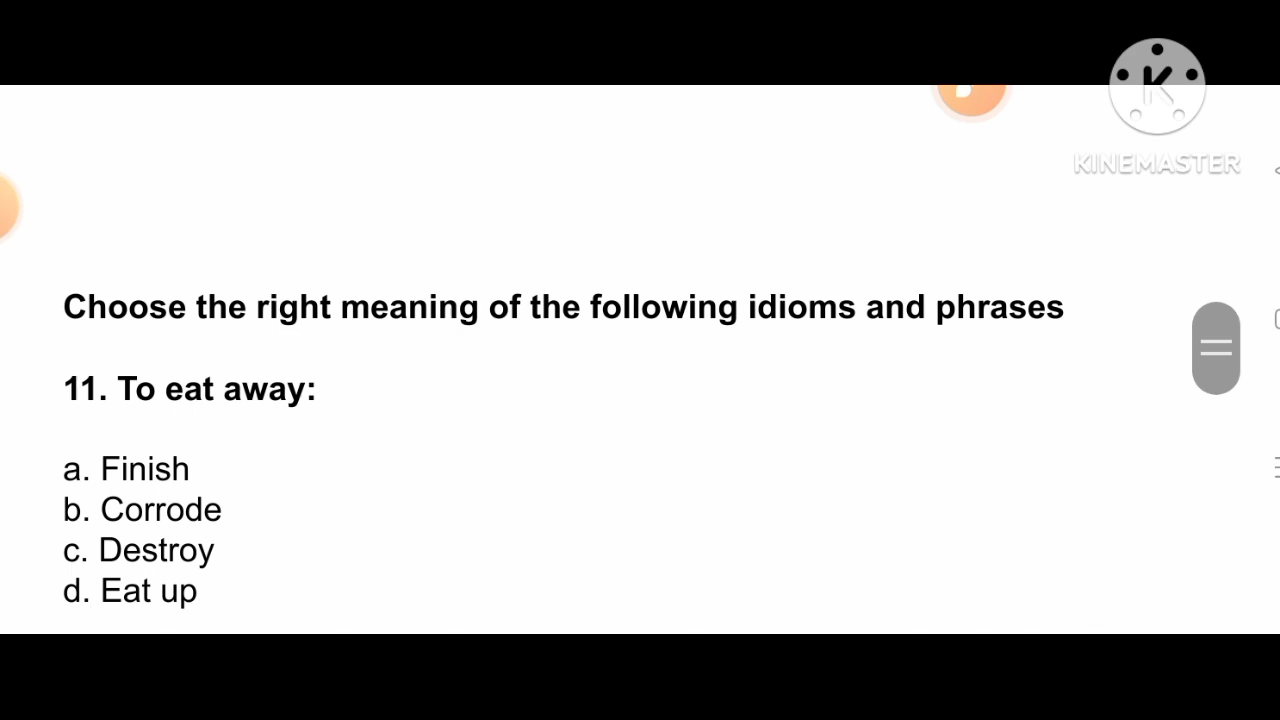 K
KINEMASTER
Choose the right meaning of the following idioms and phrases
11. To eat away:
a. Finish
b. Corrode
c. Destroy
d. Eat up